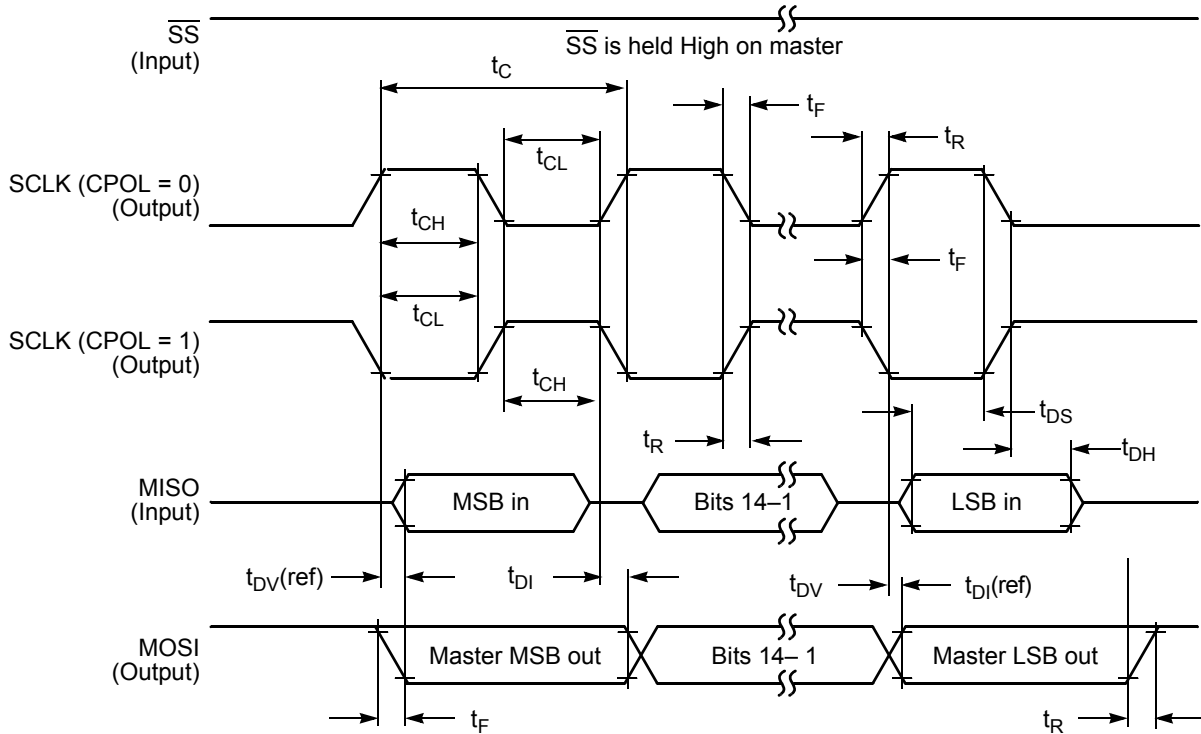 SS
(Input)
SS is held High on master
tC
tF
tR
tCL
SCLK (CPOL = 0)
(Output)
tCH
tF
tCL
SCLK (CPOL = 1)
(Output)
tCH
tDS
tR
tDH
MISO
(Input)
MSB in
Bits 14–1
LSB in
tDV(ref)
tDI
tDV
tDI(ref)
MOSI
(Output)
Master MSB out
Bits 14– 1
Master LSB out
tF
tR